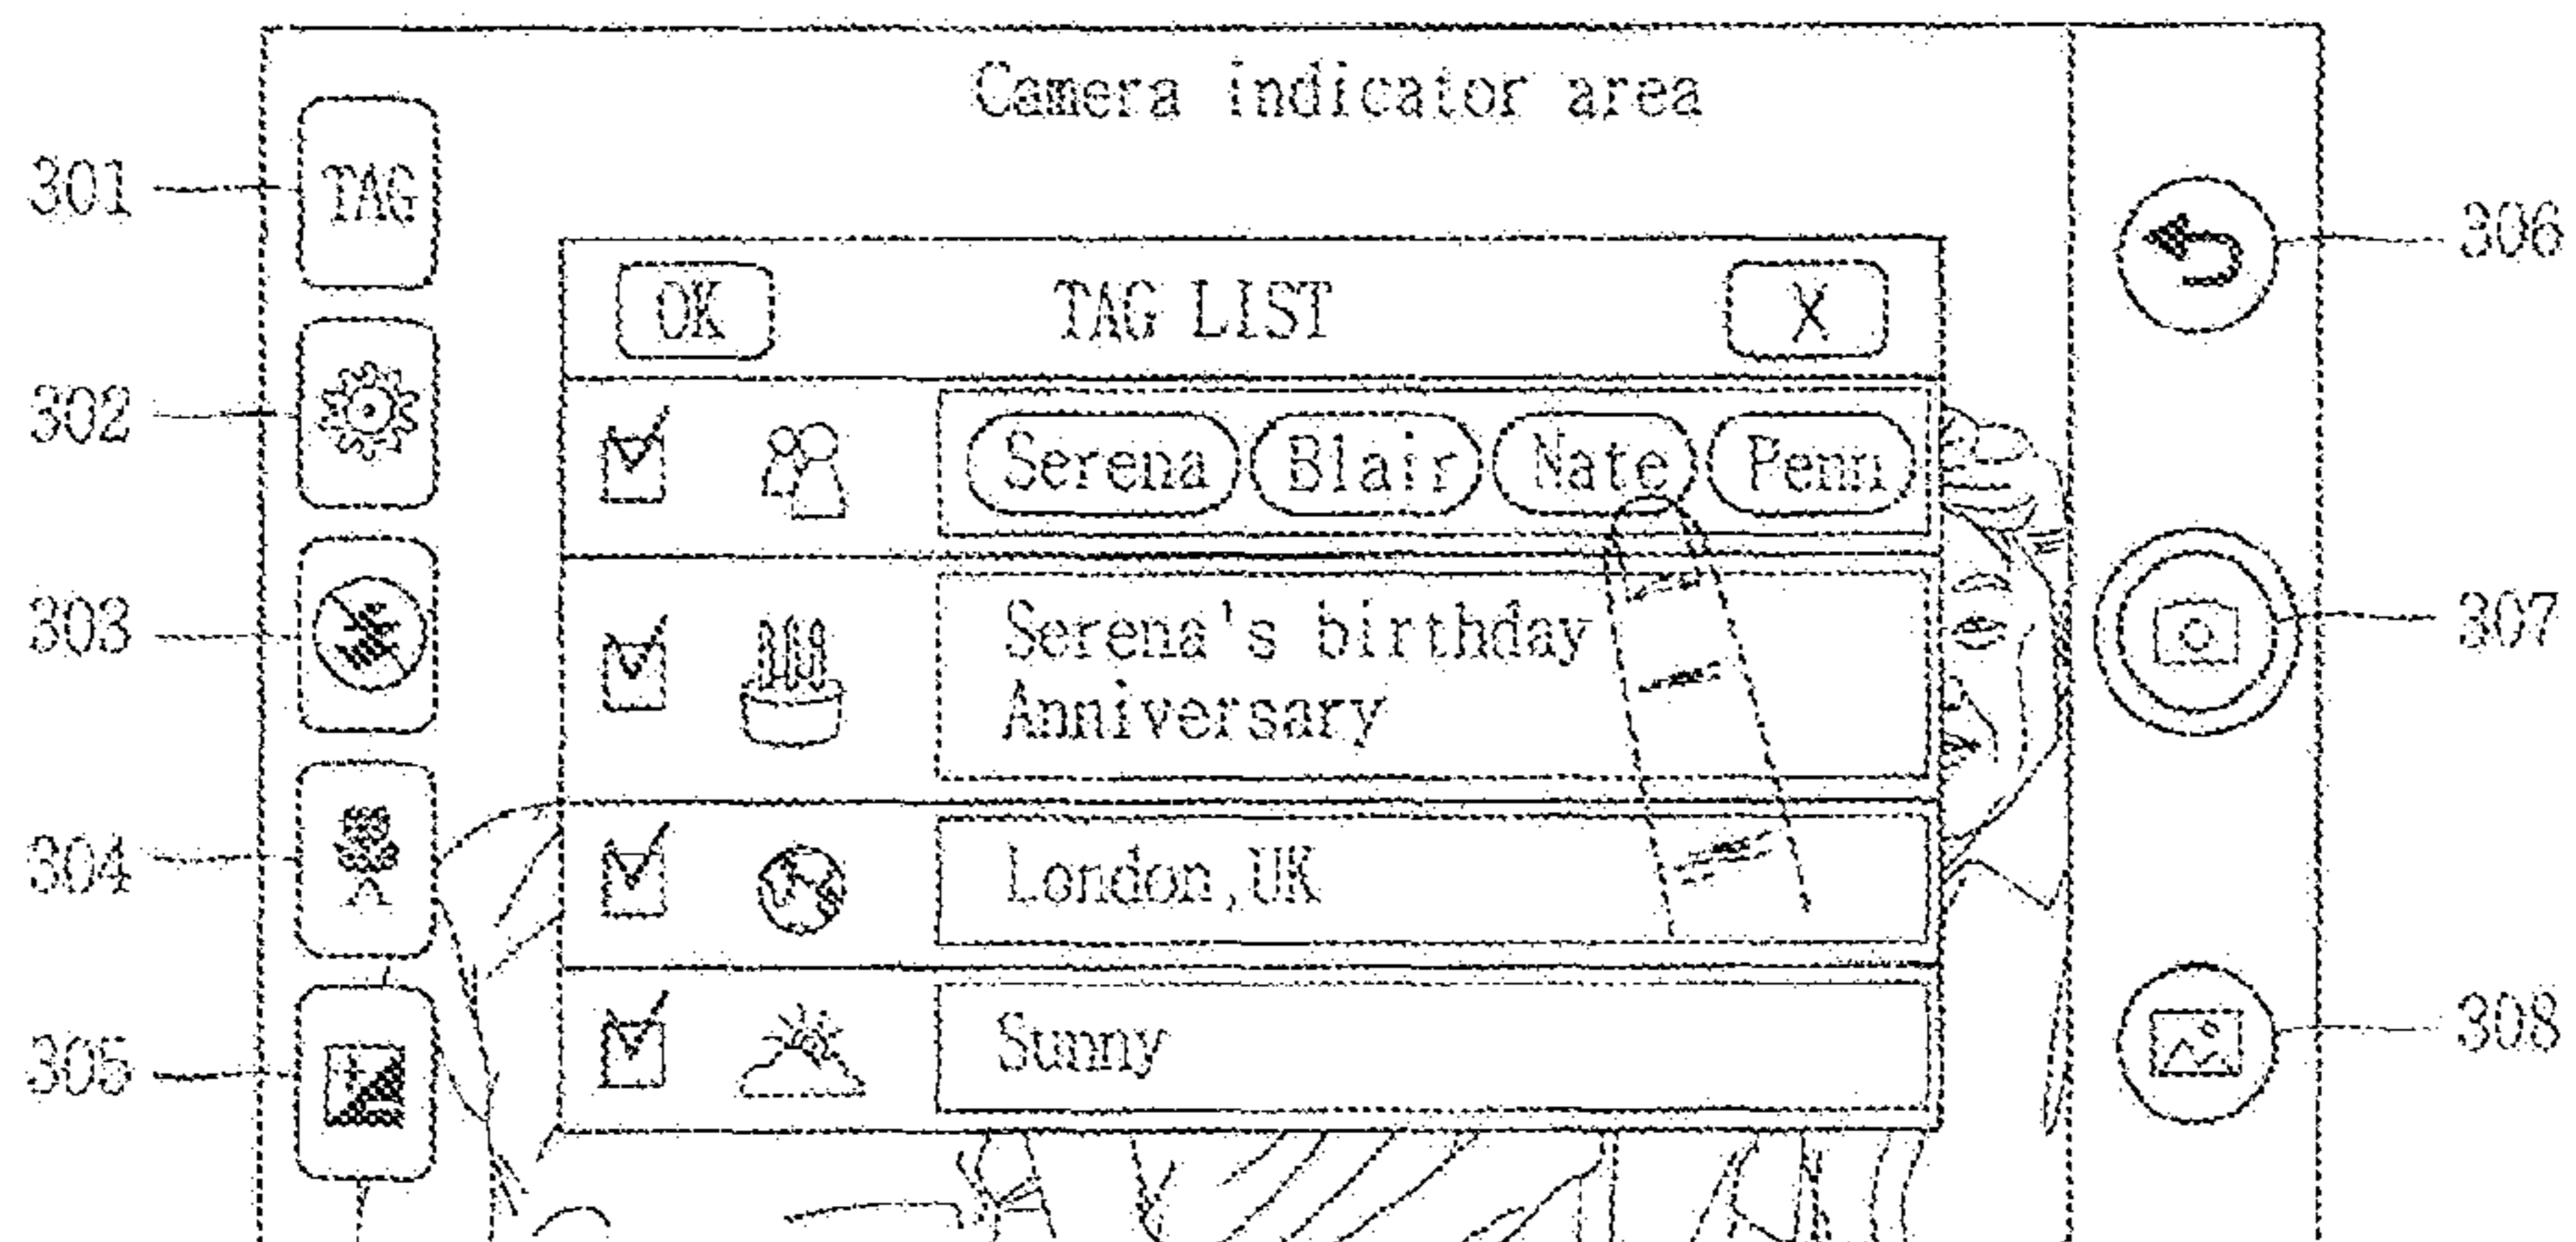 Camera indicator area
301
TAG
306
OK
TAG LIST
X
302
Serena
Blair
Nate
Penn
303
Serena's birthday
Anniversary
307
304
London,UK
305
Sunny
308